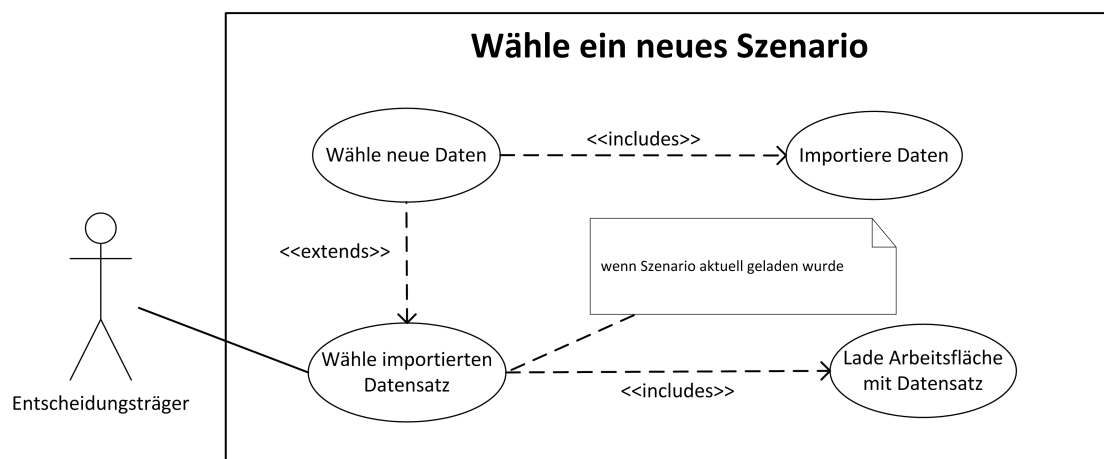 Wähle ein neues Szenario
Wähle neue Daten
<<includes>>
Importiere Daten
<<extends>>
wenn Szenario aktuell geladen wurde
Wähle importierten
Datensatz
<<includes>>
Lade Arbeitsfläche
mit Datensatz
Entscheidungsträger